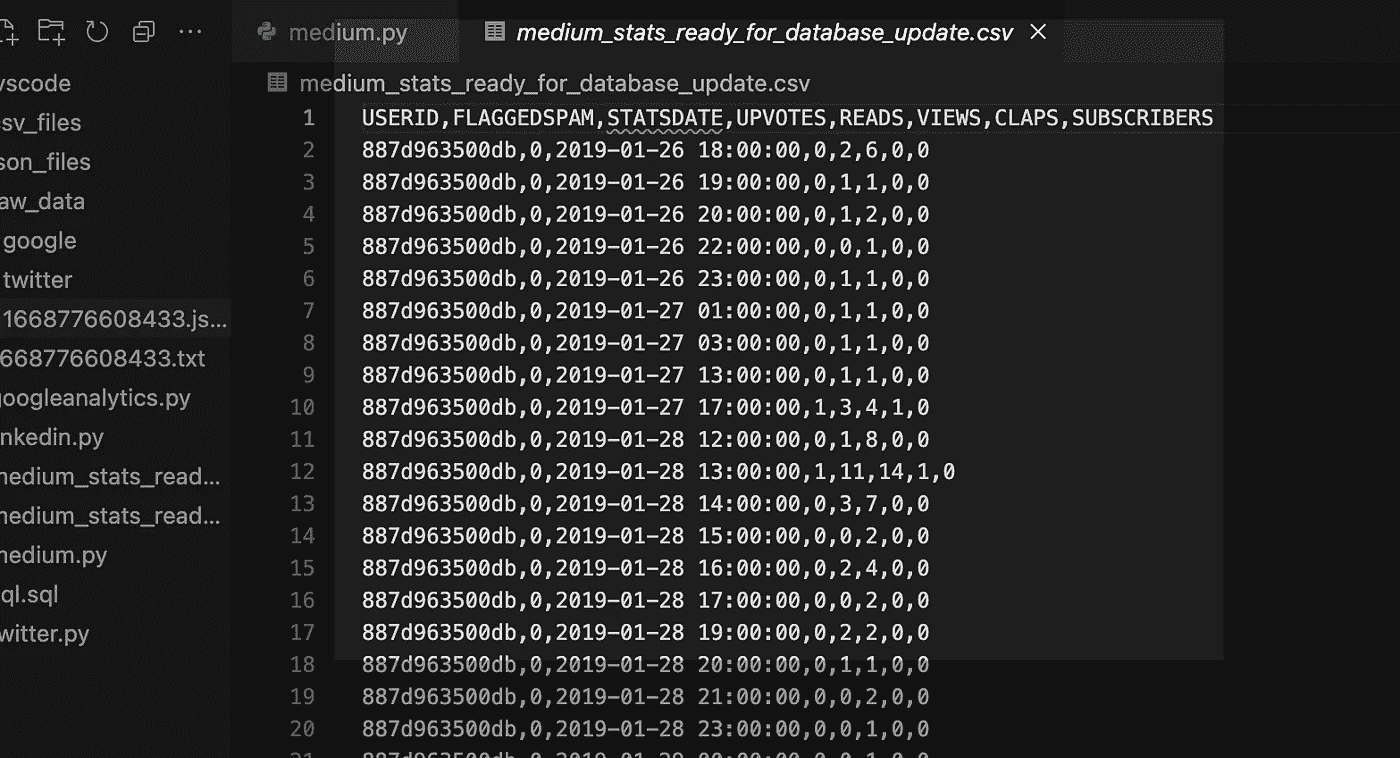 medium.py
medium_stats_ready_for_database_update.csv
medium_stats_ready_for_database_update.csv
vscode
sv_files
son_files
aw_data
google
twitter
1668776608433.js...
668776608433.txt
googleanalytics.py
nkedin.py
medium_stats_read...
medium_stats_read...
medium.py
ql.sql
witter.py
1 USERID,FLAGGEDSPAM,STATSDATE,UPVOTES,READS,VIEWS,CLAPS,SUBSCRIBERS
2 887d963500db,0,2019-01-26 18:00:00,0,2,6,0,0
3 887d963500db,0,2019-01-26 19:00:00,0,1,1,0,0
4 887d963500db,0,2019-01-26 20:00:00,0,1,2,0,0
5 887d963500db,0,2019-01-26 22:00:00,0,0,1,0,0
6 887d963500db,0,2019-01-26 23:00:00,0,1,1,0,0
7 887d963500db,0,2019-01-27 01:00:00,0,1,1,0,0
8 887d963500db,0,2019-01-27 03:00:00,0,1,1,0,0
9 887d963500db,0,2019-01-27 13:00:00,0,1,1,0,0
10 887d963500db,0,2019-01-27 17:00:00,1,3,4,1,0
11 887d963500db,0,2019-01-28 12:00:00,0,1,8,0,0
12 887d963500db,0,2019-01-28 13:00:00,1,11,14,1,0
13 887d963500db,0,2019-01-28 14:00:00,0,3,7,0,0
14 887d963500db,0,2019-01-28 15:00:00,0,0,2,0,0
15 887d963500db,0,2019-01-28 16:00:00,0,2,4,0,0
16 887d963500db,0,2019-01-28 17:00:00,0,0,2,0,0
17 887d963500db,0,2019-01-28 19:00:00,0,2,2,0,0
18 887d963500db,0,2019-01-28 20:00:00,0,1,1,0,0
19 887d963500db,0,2019-01-28 21:00:00,0,0,2,0,0
20 887d963500db,0,2019-01-28 23:00:00,0,0,1,0,0